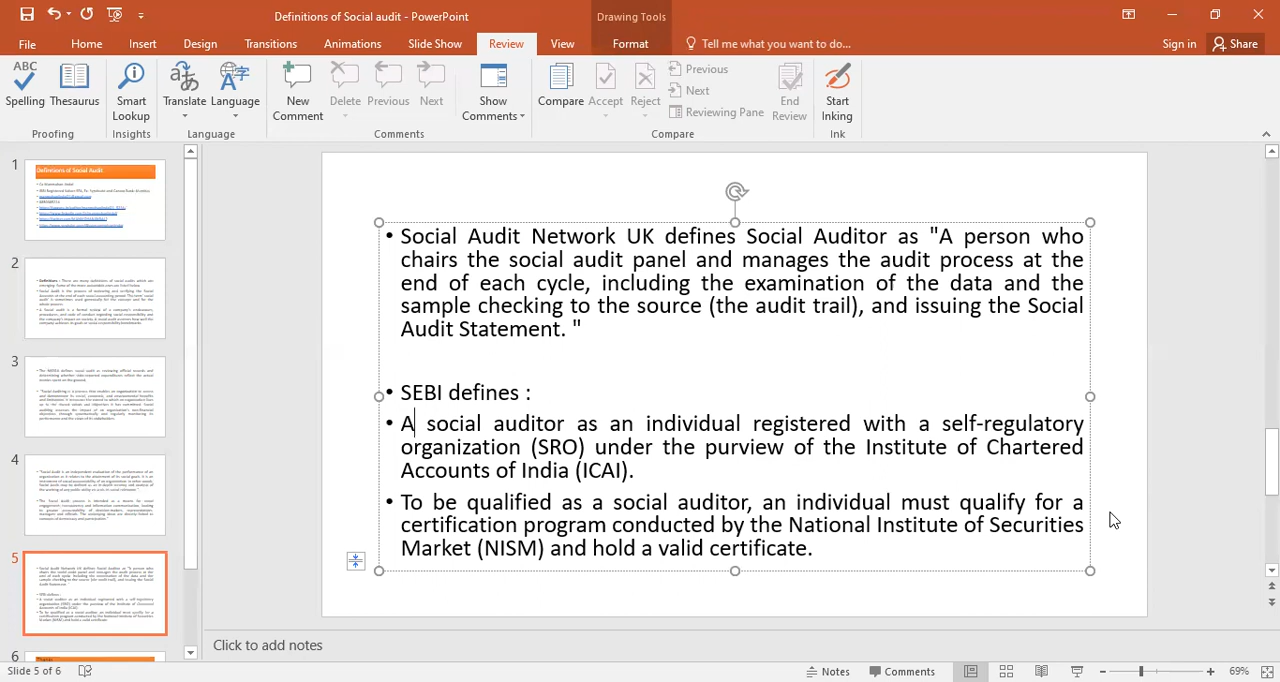 Definitions of Social audit - PowerPoint
Drawing Tools
File Home Insert Design Transitions Animations Slide Show Review View Format Tell me what you want to do... Sign in Share
ABC
Spelling Thesaurus Smart Lookup Translate Language New Comment Delete Previous Next Show Comments Compare Accept Reject Previous Next Reviewing Pane End Review Start Inking
Proofing Insights Language Comments Compare Ink
1
Definitions of Social Audit
2
3
4
5
6
• Social Audit Network UK defines Social Auditor as "A person who
chairs the social audit panel and manages the audit process at the
end of each cycle, including the examination of the data and the
sample checking to the source (the audit trail), and issuing the Social
Audit Statement. "
• SEBI defines :
• A social auditor as an individual registered with a self-regulatory
organization (SRO) under the purview of the Institute of Chartered
Accounts of India (ICAI).
• To be qualified as a social auditor, an individual must qualify for a
certification program conducted by the National Institute of Securities
Market (NISM) and hold a valid certificate.
Click to add notes
Slide 5 of 6 Notes Comments 69%